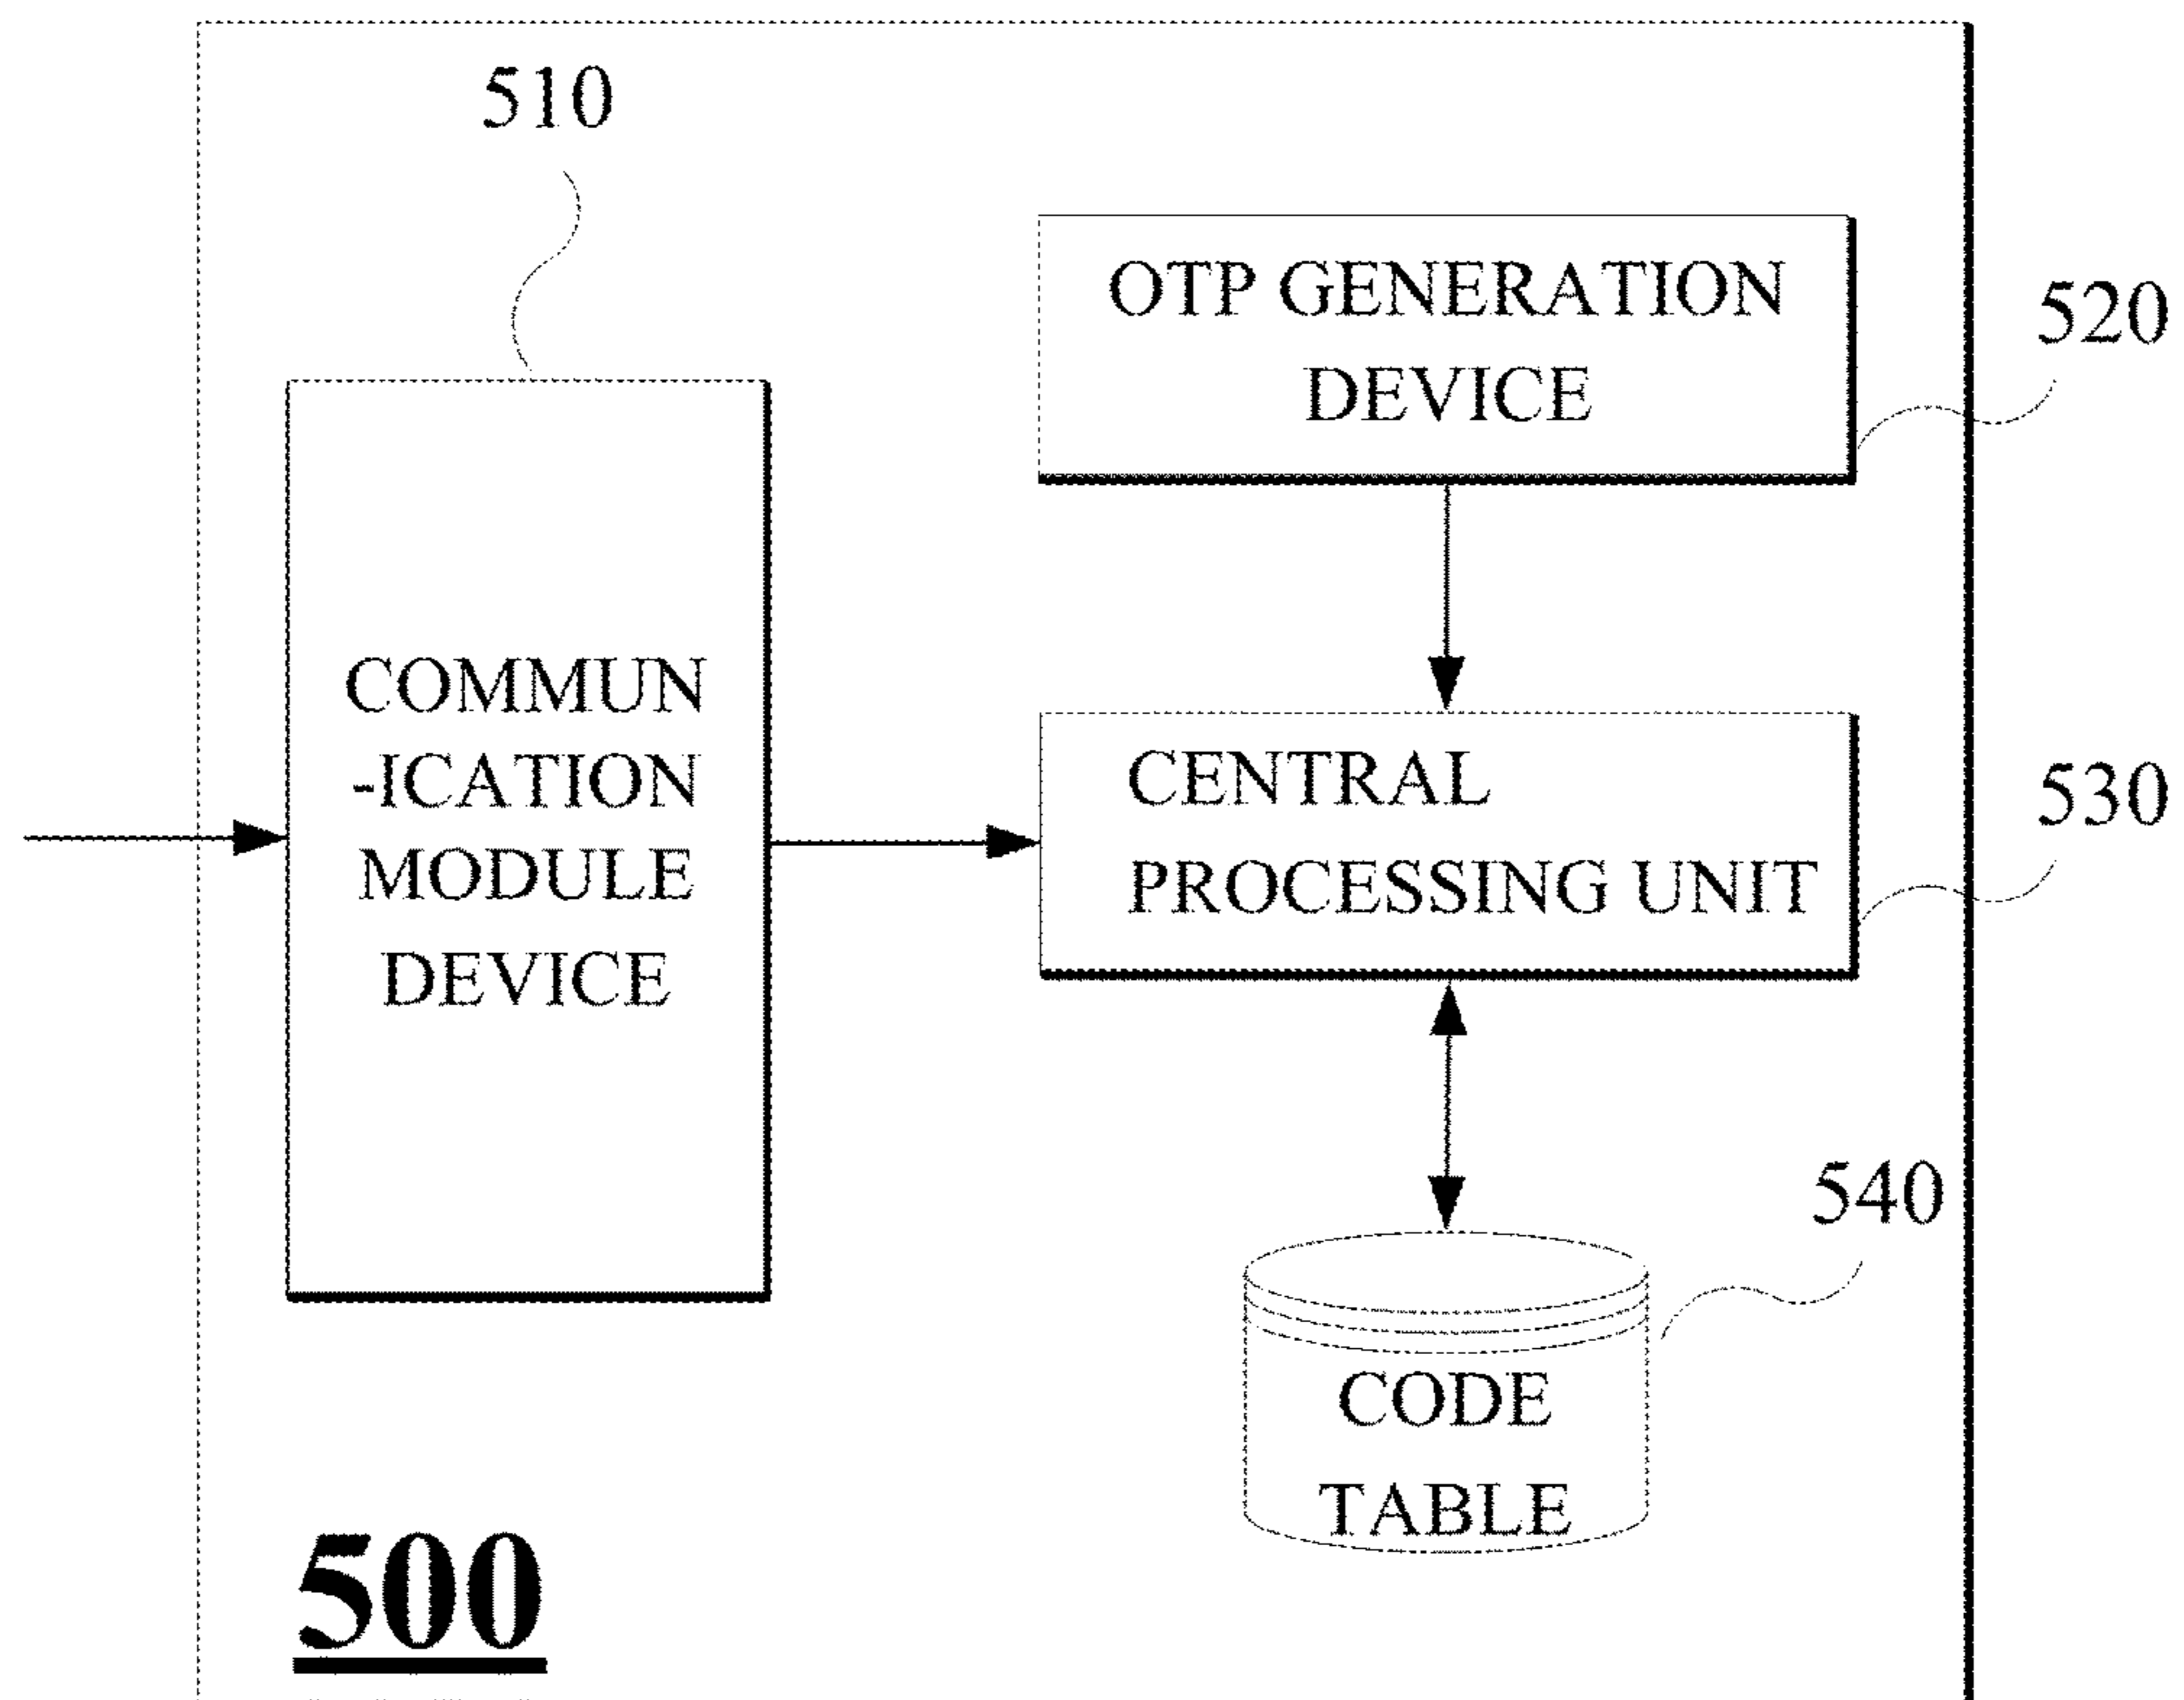 510
OTP GENERATION
DEVICE
520
COMMUN
-ICATION
MODULE
DEVICE
CENTRAL
PROCESSING UNIT
530
540
CODE
TABLE
500